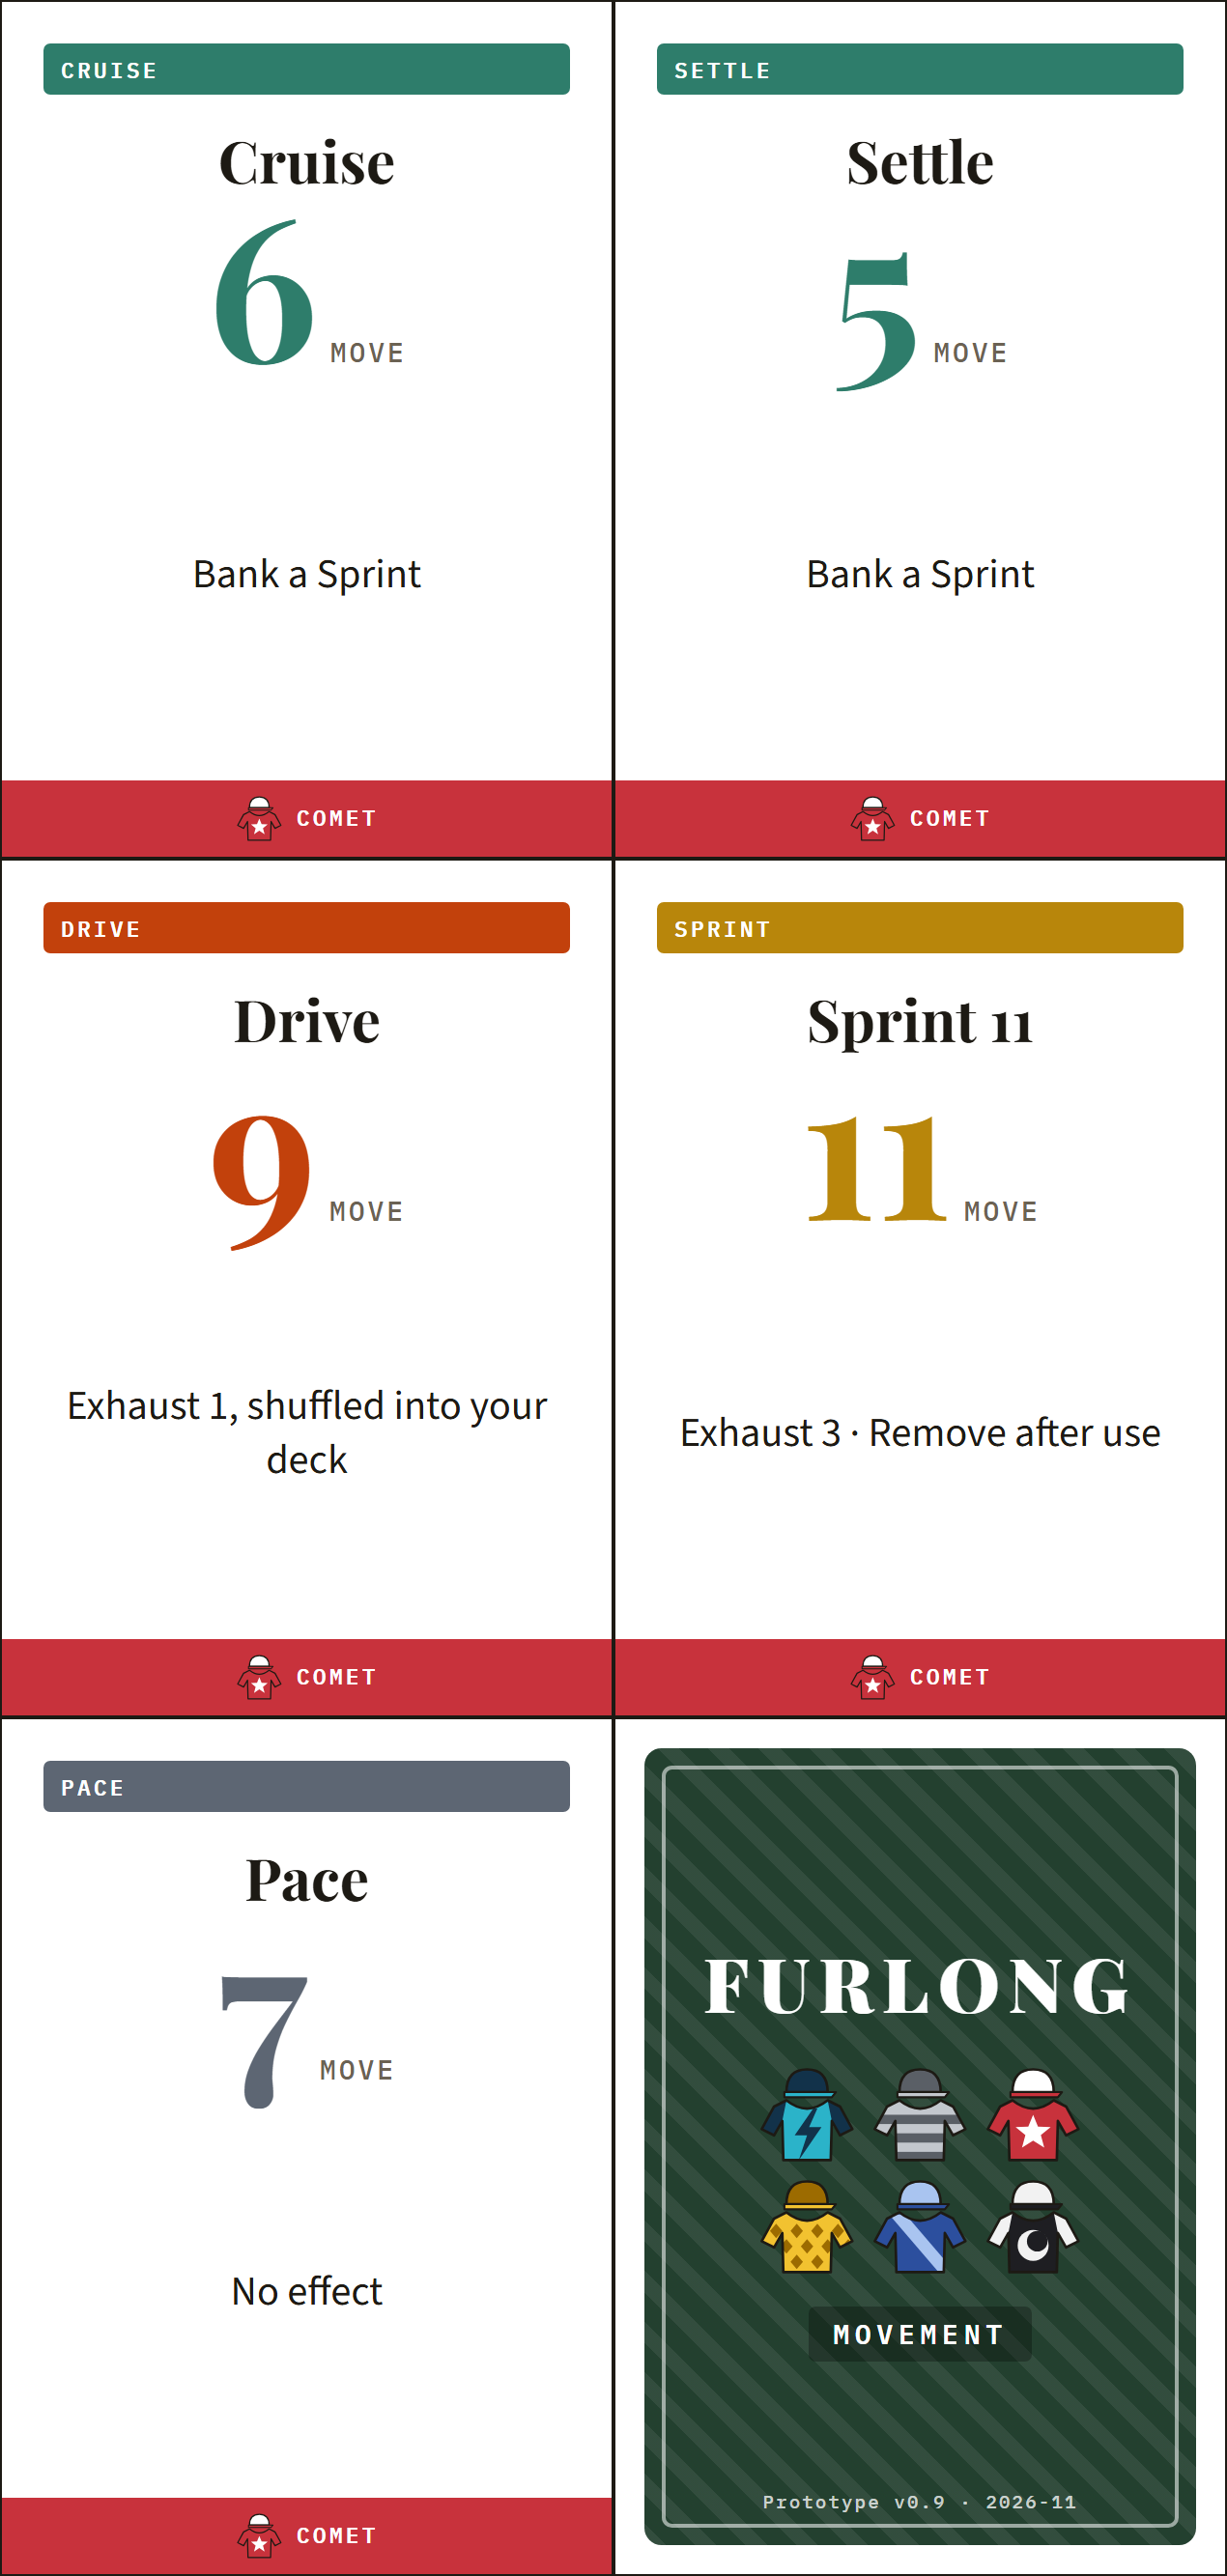 CRUISE
Cruise
6 MOVE
Bank a Sprint
COMET
SETTLE
Settle
5 MOVE
Bank a Sprint
COMET
DRIVE
Drive
9 MOVE
Exhaust 1, shuffled into your
deck
COMET
SPRINT
Sprint 11
11 MOVE
Exhaust 3 · Remove after use
COMET
PACE
Pace
7 MOVE
No effect
COMET
FURLONG
MOVEMENT
Prototype v0.9 · 2026-11